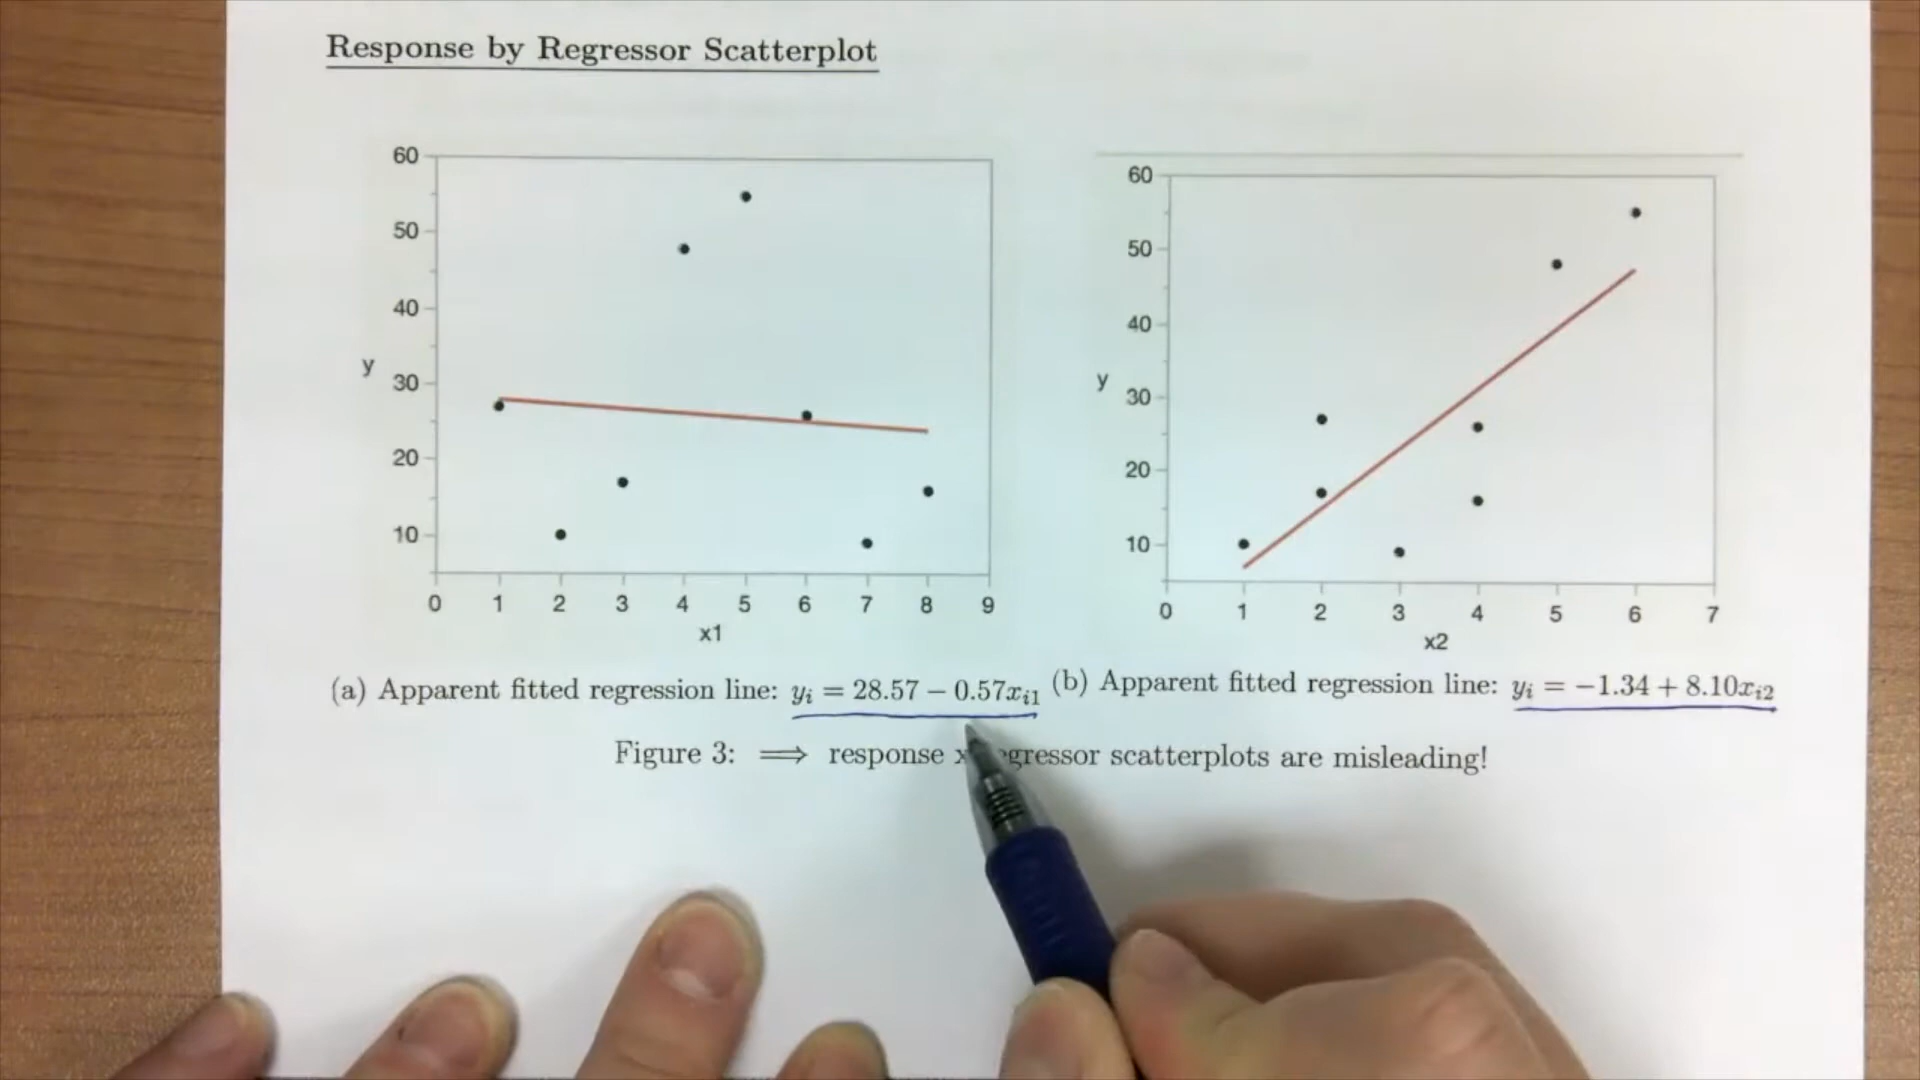 Response by Regressor Scatterplot
60
50
40
30
20
10
y
0 1 2 3 4 5 6 7 8 9
x1
60
50
40
30
20
10
y
0 1 2 3 4 5 6 7
x2
(a) Apparent fitted regression line: yᵢ = 28.57 − 0.57xᵢ₁
(b) Apparent fitted regression line: yᵢ = −1.34 + 8.10xᵢ₂
Figure 3: ⟹ response x egressor scatterplots are misleading!